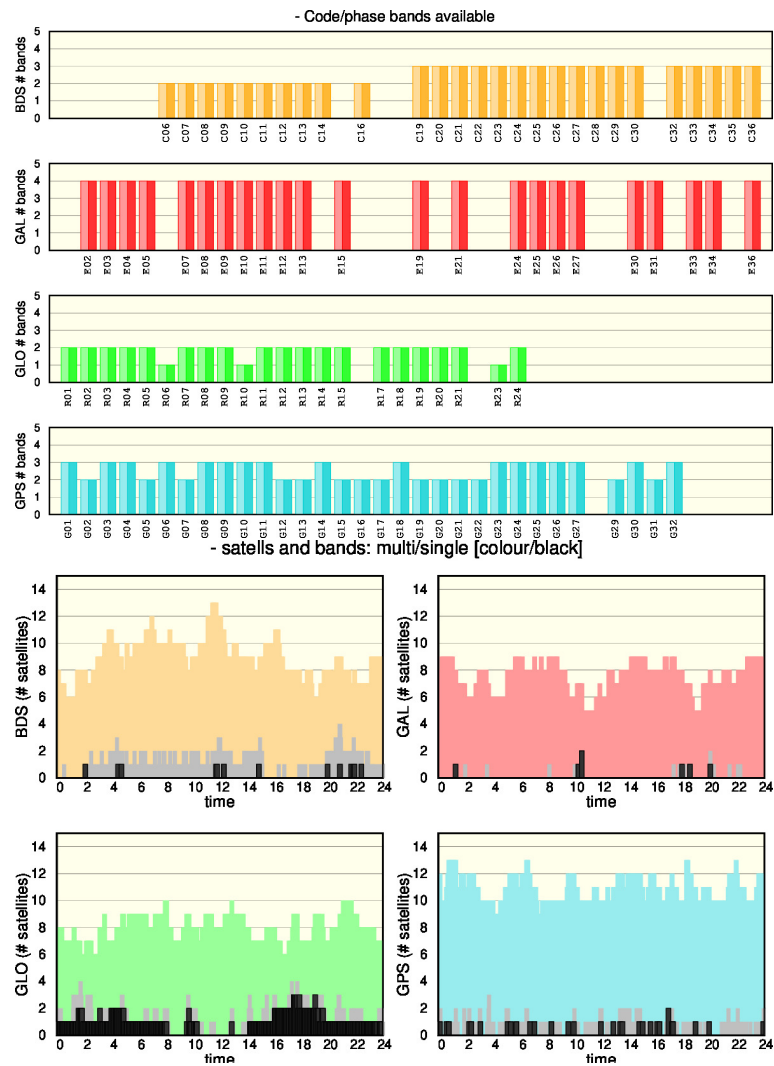 - Code/phase bands available
BDS # bands
5
4
3
2
1
0
C06 C07 C08 C09 C10 C11 C12 C13 C14 C16 C19 C20 C21 C22 C23 C24 C25 C26 C27 C28 C29 C30 C32 C33 C34 C35 C36
GAL # bands
5
4
3
2
1
0
E02 E03 E04 E05 E07 E08 E09 E10 E11 E12 E13 E15 E19 E21 E24 E25 E26 E27 E30 E31 E33 E34 E36
GLO # bands
5
4
3
2
1
0
R01 R02 R03 R04 R05 R06 R07 R08 R09 R10 R11 R12 R13 R14 R15 R17 R18 R19 R20 R21 R23 R24
GPS # bands
5
4
3
2
1
0
G01 G02 G03 G04 G05 G06 G07 G08 G09 G10 G11 G12 G13 G14 G15 G16 G17 G18 G19 G20 G21 G22 G23 G24 G25 G26 G27 G29 G30 G31 G32
- satells and bands: multi/single [colour/black]
BDS (# satellites)
14
12
10
8
6
4
2
0
0 2 4 6 8 10 12 14 16 18 20 22 24
time
GAL (# satellites)
14
12
10
8
6
4
2
0
0 2 4 6 8 10 12 14 16 18 20 22 24
time
GLO (# satellites)
14
12
10
8
6
4
2
0
0 2 4 6 8 10 12 14 16 18 20 22 24
time
GPS (# satellites)
14
12
10
8
6
4
2
0
0 2 4 6 8 10 12 14 16 18 20 22 24
time